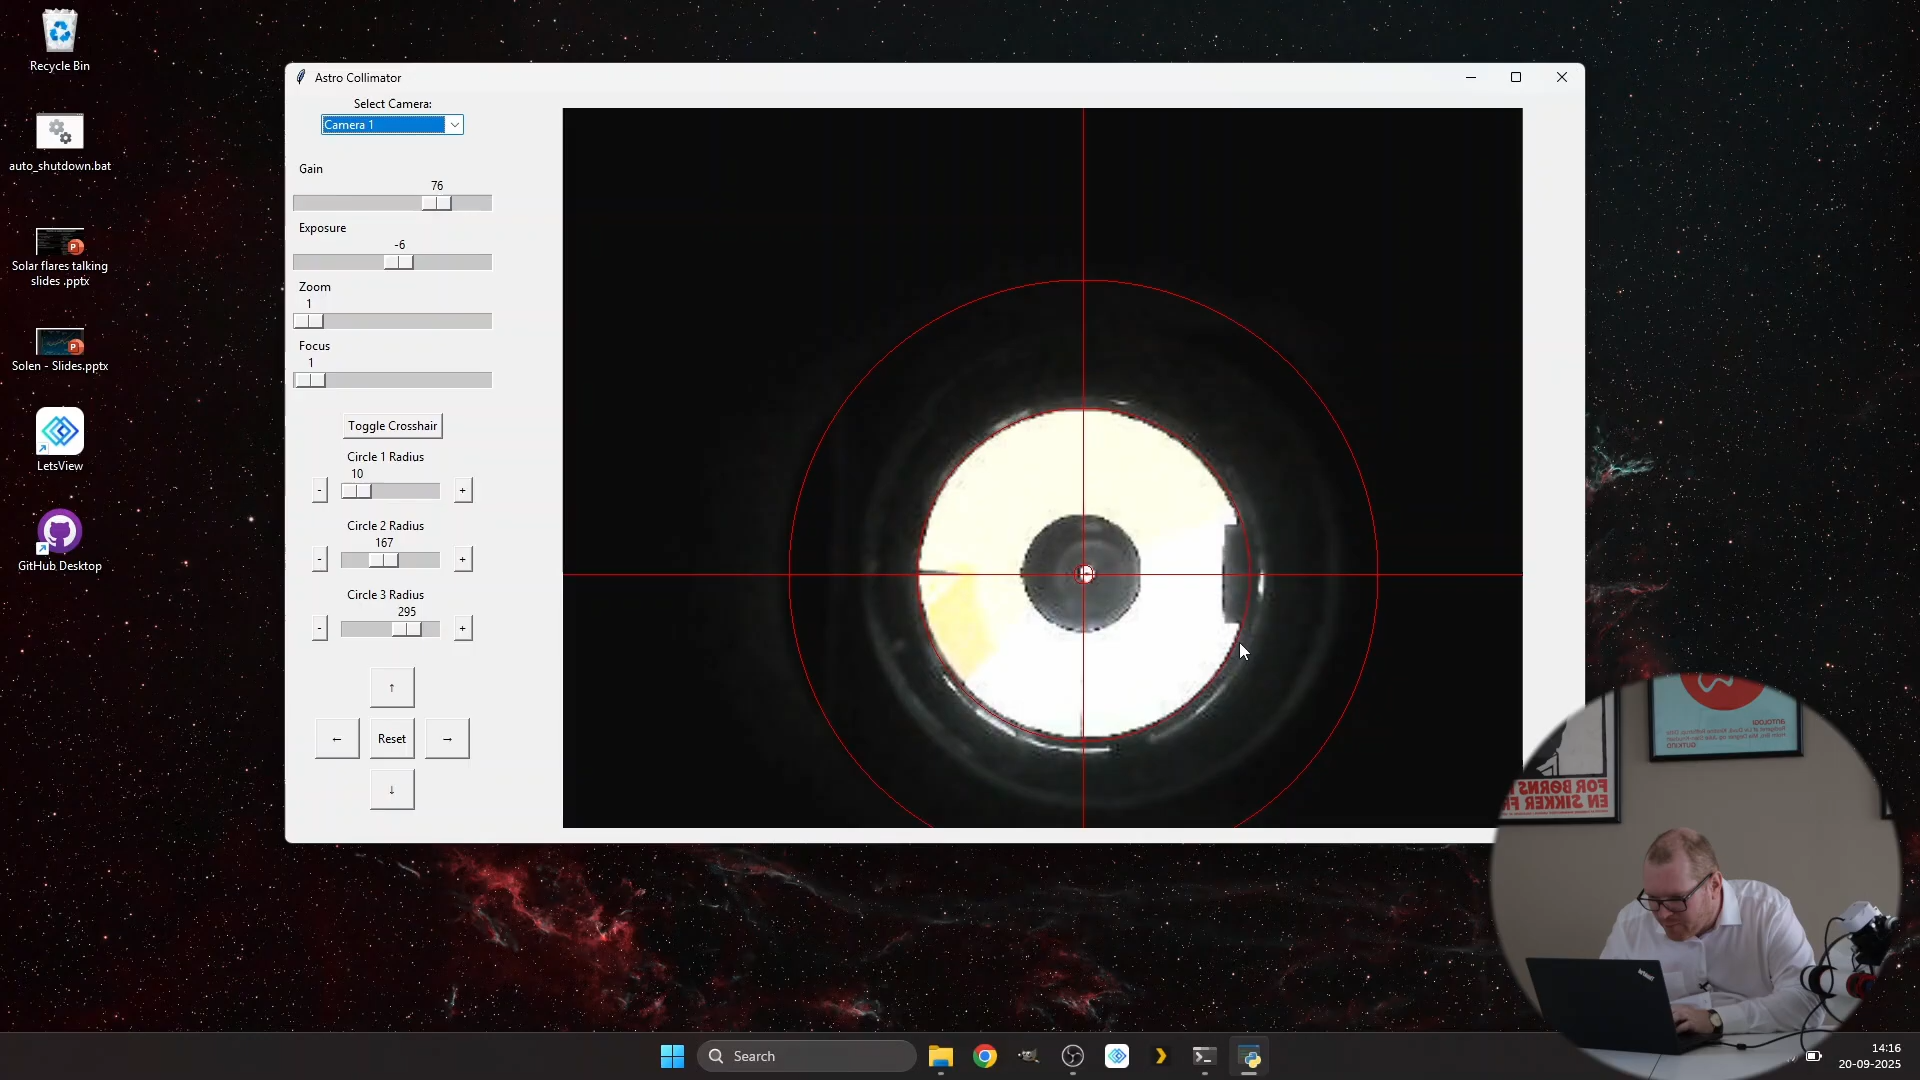 Recycle Bin
auto_shutdown.bat
Solar flares talking
slides .pptx
Solen - Slides.pptx
LetsView
GitHub Desktop
Astro Collimator
Select Camera:
Camera 1
Gain
76
Exposure
-6
Zoom
1
Focus
1
Toggle Crosshair
Circle 1 Radius
10
-
+
Circle 2 Radius
167
-
+
Circle 3 Radius
295
-
+
↑
←
Reset
→
↓
FOR BØRNS
EN SIKKER FR
Search
14:16
20-09-2025